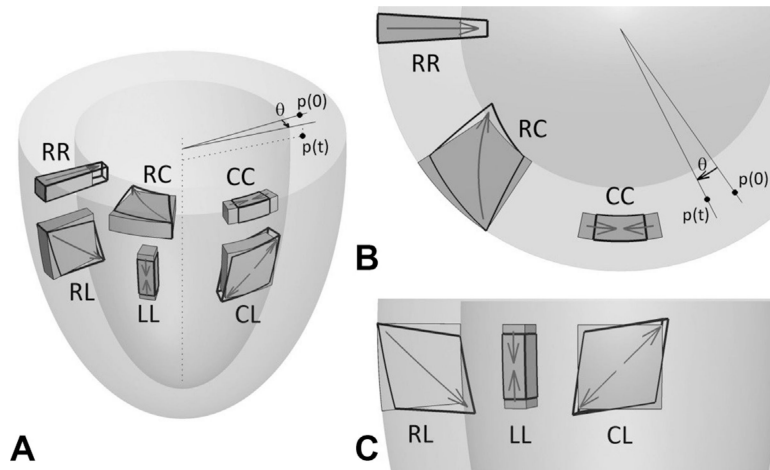 θ
p(0)
p(t)
RR
RC
CC
RL
LL
CL
A
RR
RC
CC
θ
p(0)
p(t)
B
RL
LL
CL
C